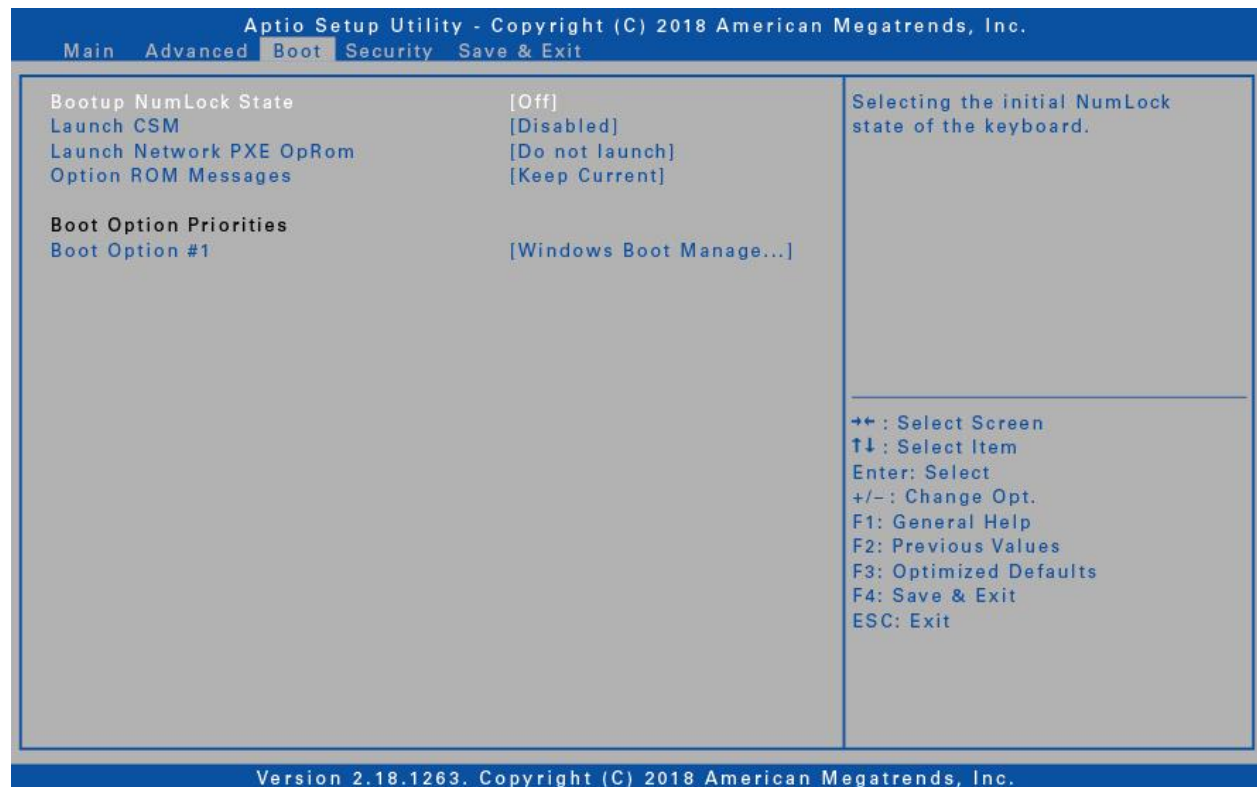 Aptio Setup Utility - Copyright (C) 2018 American Megatrends, Inc.
Main Advanced Boot Security Save & Exit
Bootup NumLock State [Off]
Launch CSM [Disabled]
Launch Network PXE OpRom [Do not launch]
Option ROM Messages [Keep Current]
Boot Option Priorities
Boot Option #1 [Windows Boot Manage...]
Selecting the initial NumLock
state of the keyboard.
→← : Select Screen
↑↓ : Select Item
Enter: Select
+/– : Change Opt.
F1: General Help
F2: Previous Values
F3: Optimized Defaults
F4: Save & Exit
ESC: Exit
Version 2.18.1263. Copyright (C) 2018 American Megatrends, Inc.